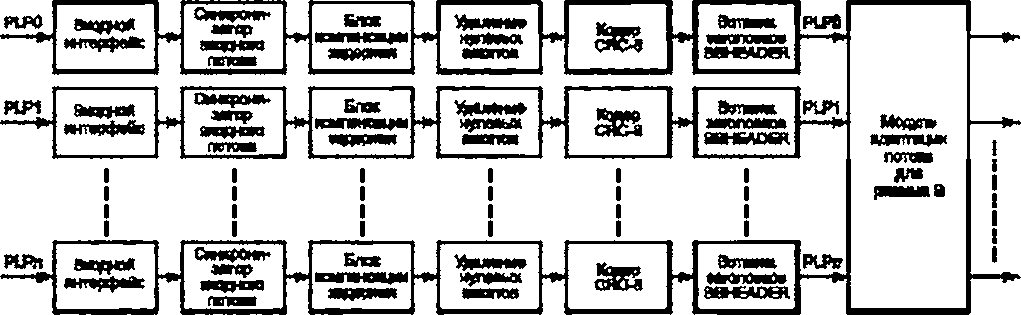 PLP0
Входной
интерфейс
Синхрони-
затор
входного
потока
Блок
компенсации
задержки
Удаление
нулевых
пакетов
Кодер
CRC-8
Вставка
заголовков
BBHEADER
PLP0
PLP1
Входной
интерфейс
Синхрони-
затор
входного
потока
Блок
компенсации
задержки
Удаление
нулевых
пакетов
Кодер
CRC-8
Вставка
заголовков
BBHEADER
PLP1
Модуль
адаптации
потока
для
режима В
PLPn
Входной
интерфейс
Синхрони-
затор
входного
потока
Блок
компенсации
задержки
Удаление
нулевых
пакетов
Кодер
CRC-8
Вставка
заголовков
BBHEADER
PLPn